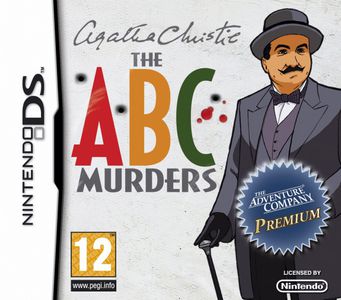 NINTENDO DS
Agatha Christie
THE
ABC
MURDERS
THE
ADVENTURE
COMPANY
PREMIUM
12
www.pegi.info
LICENSED BY
Nintendo